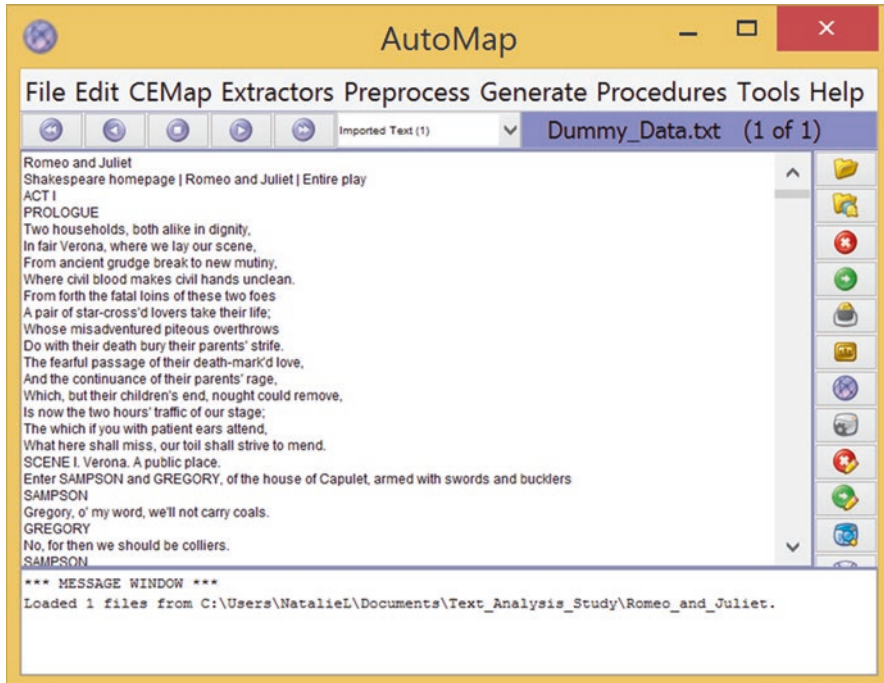 AutoMap
File Edit CEMap Extractors Preprocess Generate Procedures Tools Help
Imported Text (1) Dummy_Data.txt (1 of 1)
Romeo and Juliet
Shakespeare homepage | Romeo and Juliet | Entire play
ACT I
PROLOGUE
Two households, both alike in dignity,
In fair Verona, where we lay our scene,
From ancient grudge break to new mutiny,
Where civil blood makes civil hands unclean.
From forth the fatal loins of these two foes
A pair of star-cross'd lovers take their life;
Whose misadventured piteous overthrows
Do with their death bury their parents' strife.
The fearful passage of their death-mark'd love,
And the continuance of their parents' rage,
Which, but their children's end, nought could remove,
Is now the two hours' traffic of our stage;
The which if you with patient ears attend,
What here shall miss, our toil shall strive to mend.
SCENE I. Verona. A public place.
Enter SAMPSON and GREGORY, of the house of Capulet, armed with swords and bucklers
SAMPSON
Gregory, o' my word, we'll not carry coals.
GREGORY
No, for then we should be colliers.
SAMPSON
*** MESSAGE WINDOW ***
Loaded 1 files from C:\Users\NatalieL\Documents\Text_Analysis_Study\Romeo_and_Juliet.